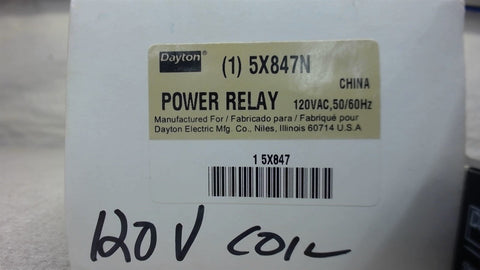 Dayton (1) 5X847N
CHINA
POWER RELAY 120VAC,50/60Hz
Manufactured For / Fabricado para / Fabriqué pour
Dayton Electric Mfg. Co., Niles, Illinois 60714 U.S.A
1 5X847
120 V COIL